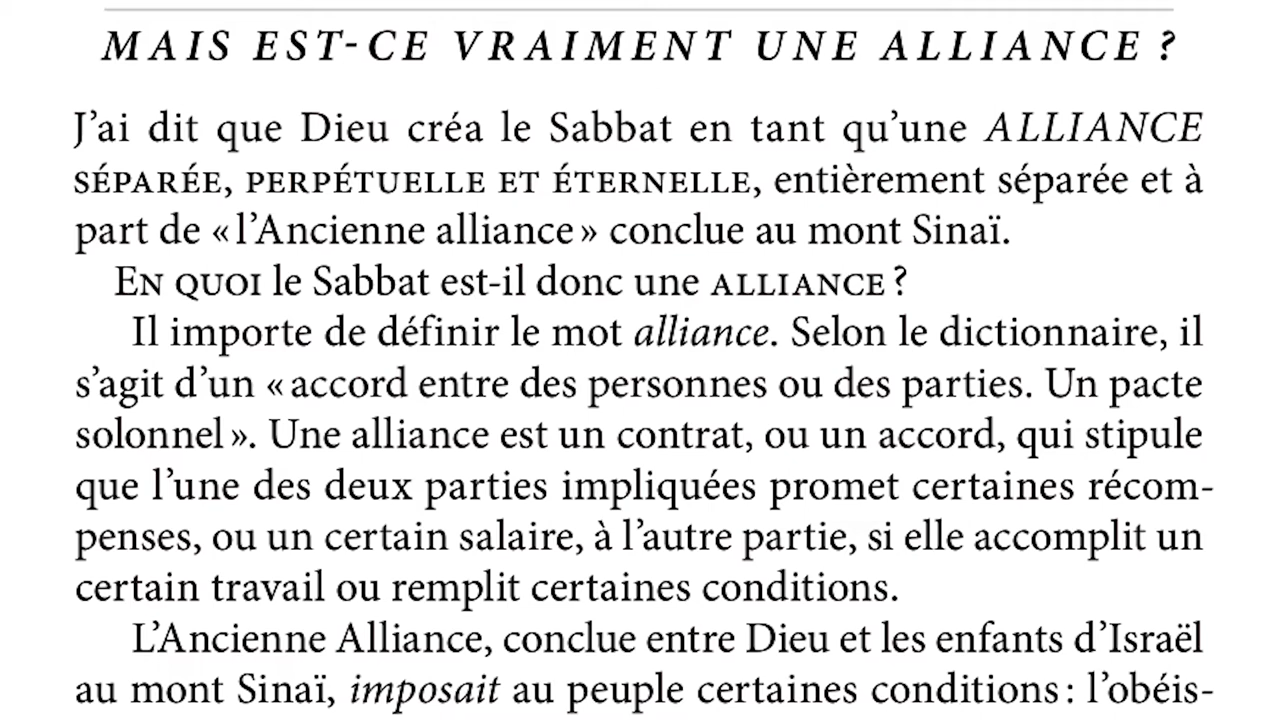 MAIS EST-CE VRAIMENT UNE ALLIANCE ?
J’ai dit que Dieu créa le Sabbat en tant qu’une ALLIANCE
SÉPARÉE, PERPÉTUELLE ET ÉTERNELLE, entièrement séparée et à
part de « l’Ancienne alliance » conclue au mont Sinaï.
EN QUOI le Sabbat est-il donc une ALLIANCE ?
Il importe de définir le mot alliance. Selon le dictionnaire, il
s’agit d’un « accord entre des personnes ou des parties. Un pacte
solonnel ». Une alliance est un contrat, ou un accord, qui stipule
que l’une des deux parties impliquées promet certaines récom-
penses, ou un certain salaire, à l’autre partie, si elle accomplit un
certain travail ou remplit certaines conditions.
L’Ancienne Alliance, conclue entre Dieu et les enfants d’Israël
au mont Sinaï, imposait au peuple certaines conditions : l’obéis-